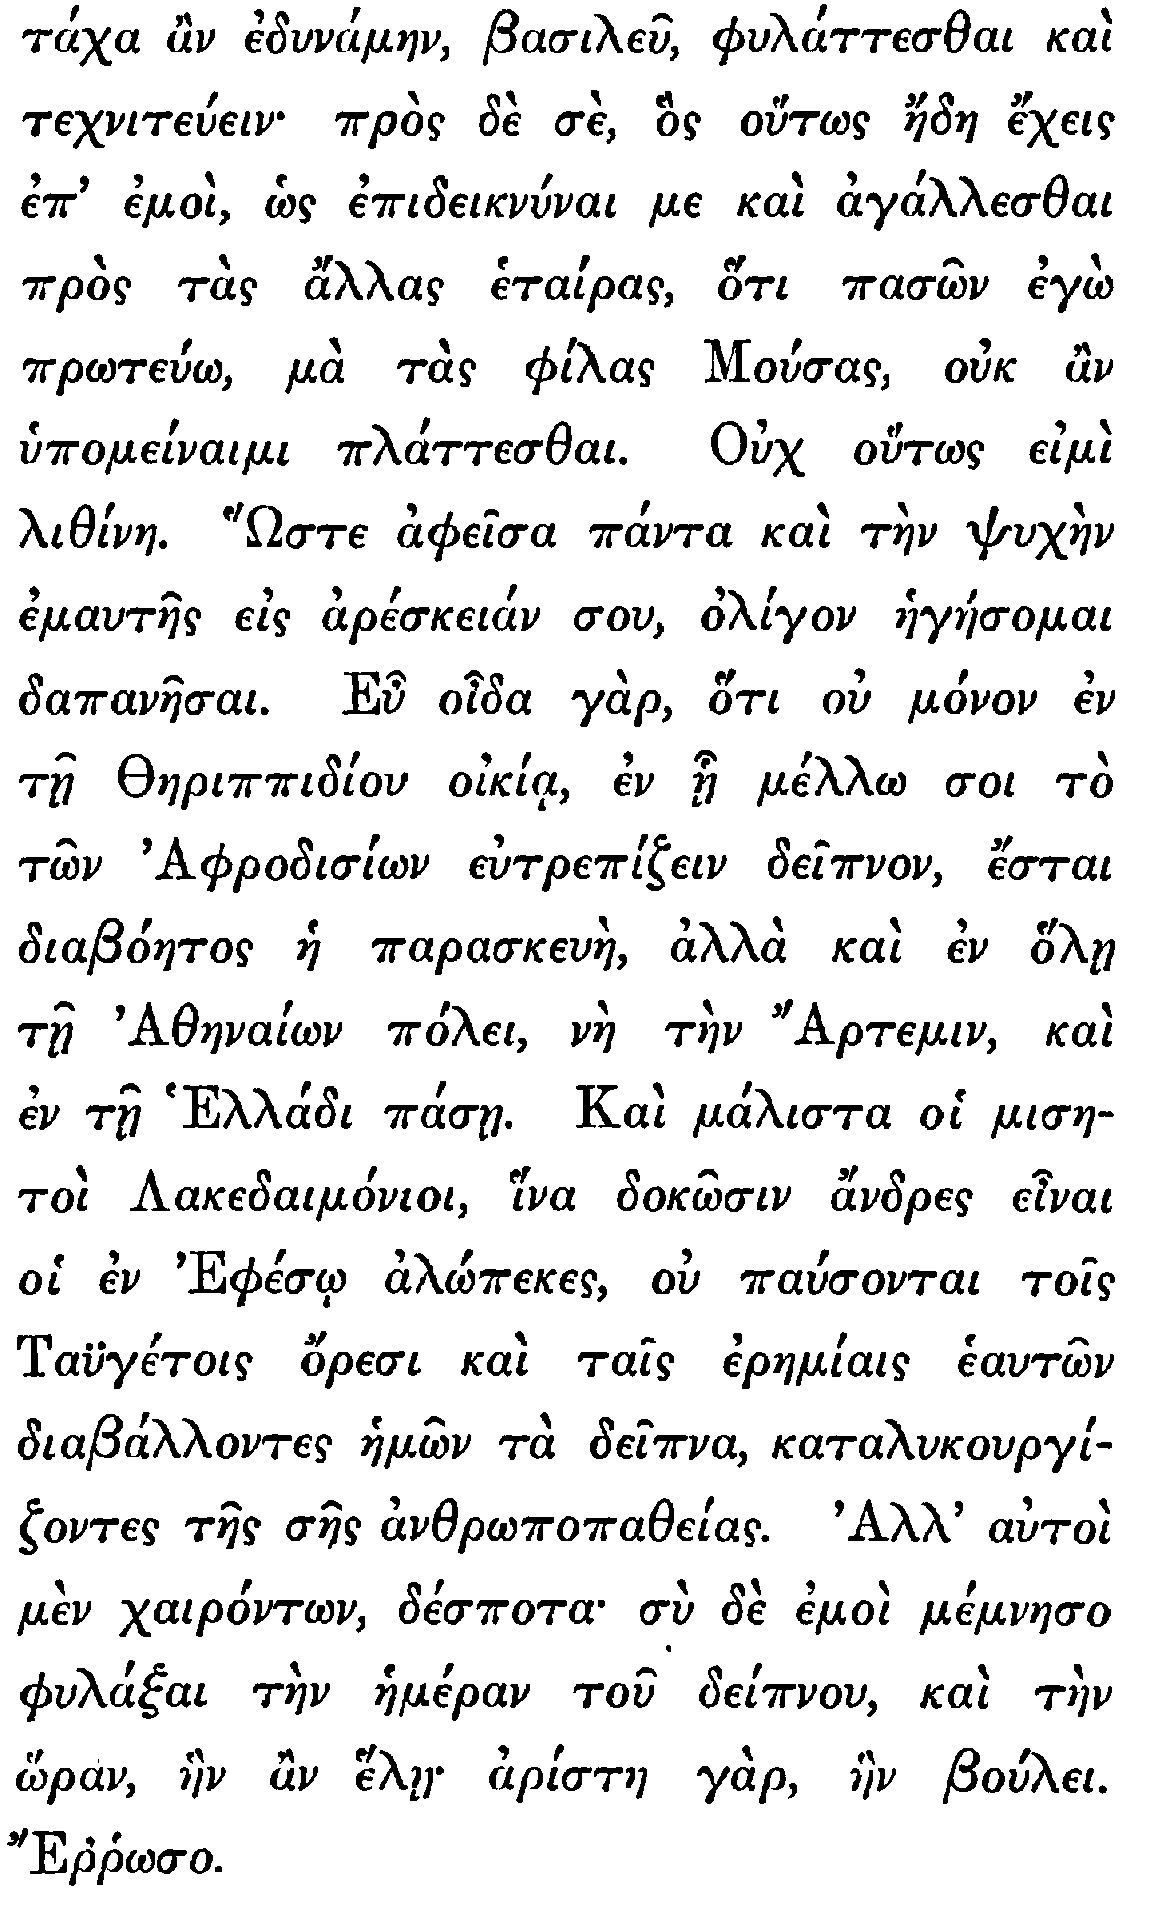 τάχα ἂν ἐδυνάμην, βασιλεῦ, φυλάττεσθαι καὶ
τεχνιτεύειν· πρὸς δὲ σὲ, ὃς οὕτως ἤδη ἔχεις
ἐπ’ ἐμοὶ, ὡς ἐπιδεικνύναι με καὶ ἀγάλλεσθαι
πρὸς τὰς ἄλλας ἑταίρας, ὅτι πασῶν ἐγὼ
πρωτεύω, μὰ τὰς φίλας Μούσας, οὐκ ἂν
ὑπομείναιμι πλάττεσθαι. Οὐχ οὕτως εἰμὶ
λιθίνη. Ὥστε ἀφεῖσα πάντα καὶ τὴν ψυχὴν
ἐμαυτῆς εἰς ἀρέσκειάν σου, ὀλίγον ἡγήσομαι
δαπανῆσαι. Εὖ οἶδα γὰρ, ὅτι οὐ μόνον ἐν
τῇ Θηριππιδίου οἰκίᾳ, ἐν ᾗ μέλλω σοι τὸ
τῶν Ἀφροδισίων εὐτρεπίζειν δεῖπνον, ἔσται
διαβόητος ἡ παρασκευὴ, ἀλλὰ καὶ ἐν ὅλῃ
τῇ Ἀθηναίων πόλει, νὴ τὴν Ἄρτεμιν, καὶ
ἐν τῇ Ἑλλάδι πάσῃ. Καὶ μάλιστα οἱ μιση-
τοὶ Λακεδαιμόνιοι, ἵνα δοκῶσιν ἄνδρες εἶναι
οἱ ἐν Ἐφέσῳ ἀλώπεκες, οὐ παύσονται τοῖς
Ταϋγέτοις ὄρεσι καὶ ταῖς ἐρημίαις ἑαυτῶν
διαβάλλοντες ἡμῶν τὰ δεῖπνα, καταλυκουργί-
ζοντες τῆς σῆς ἀνθρωποπαθείας. Ἀλλ’ αὐτοὶ
μὲν χαιρόντων, δέσποτα· σὺ δὲ ἐμοὶ μέμνησο
φυλάξαι τὴν ἡμέραν τοῦ δείπνου, καὶ τὴν
ὥραν, ἣν ἂν ἕλῃ· ἀρίστη γὰρ, ἣν βούλει.
Ἔῤῥωσο.